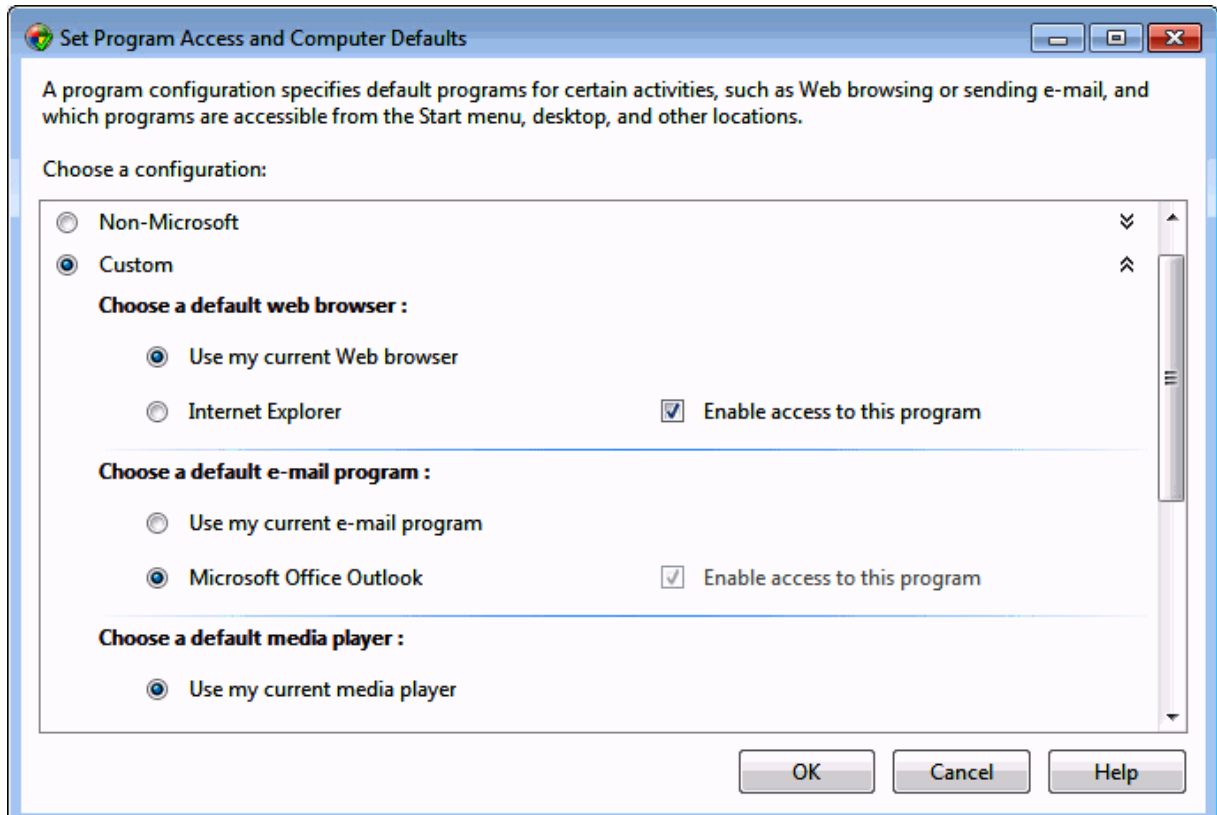 Set Program Access and Computer Defaults
A program configuration specifies default programs for certain activities, such as Web browsing or sending e-mail, and
which programs are accessible from the Start menu, desktop, and other locations.
Choose a configuration:
Non-Microsoft
Custom
Choose a default web browser :
Use my current Web browser
Internet Explorer Enable access to this program
Choose a default e-mail program :
Use my current e-mail program
Microsoft Office Outlook Enable access to this program
Choose a default media player :
Use my current media player
OK Cancel Help